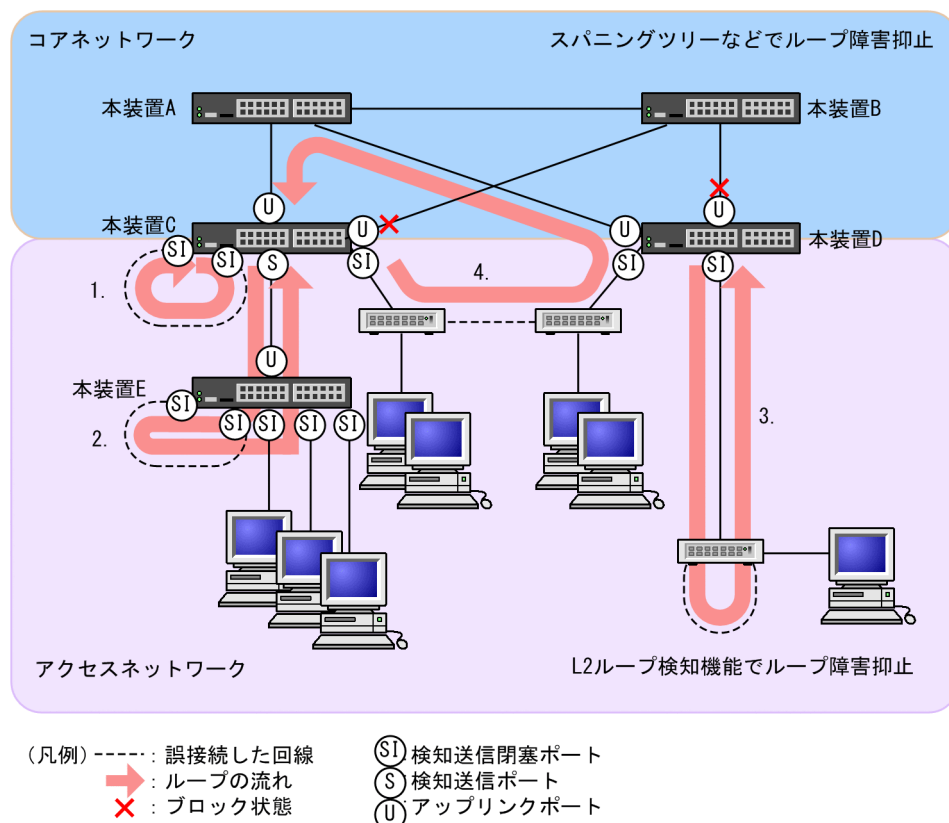 コアネットワーク
スパニングツリーなどでループ障害抑止
本装置A
本装置B
U
U
本装置C
U
U
本装置D
SI
SI
S
SI
SI
SI
1.
4.
U
本装置E
SI
SI
SI
SI
SI
2.
3.
アクセスネットワーク
L2ループ検知機能でループ障害抑止
(凡例)
: 誤接続した回線
: ループの流れ
: ブロック状態
SI: 検知送信閉塞ポート
S: 検知送信ポート
U: アップリンクポート